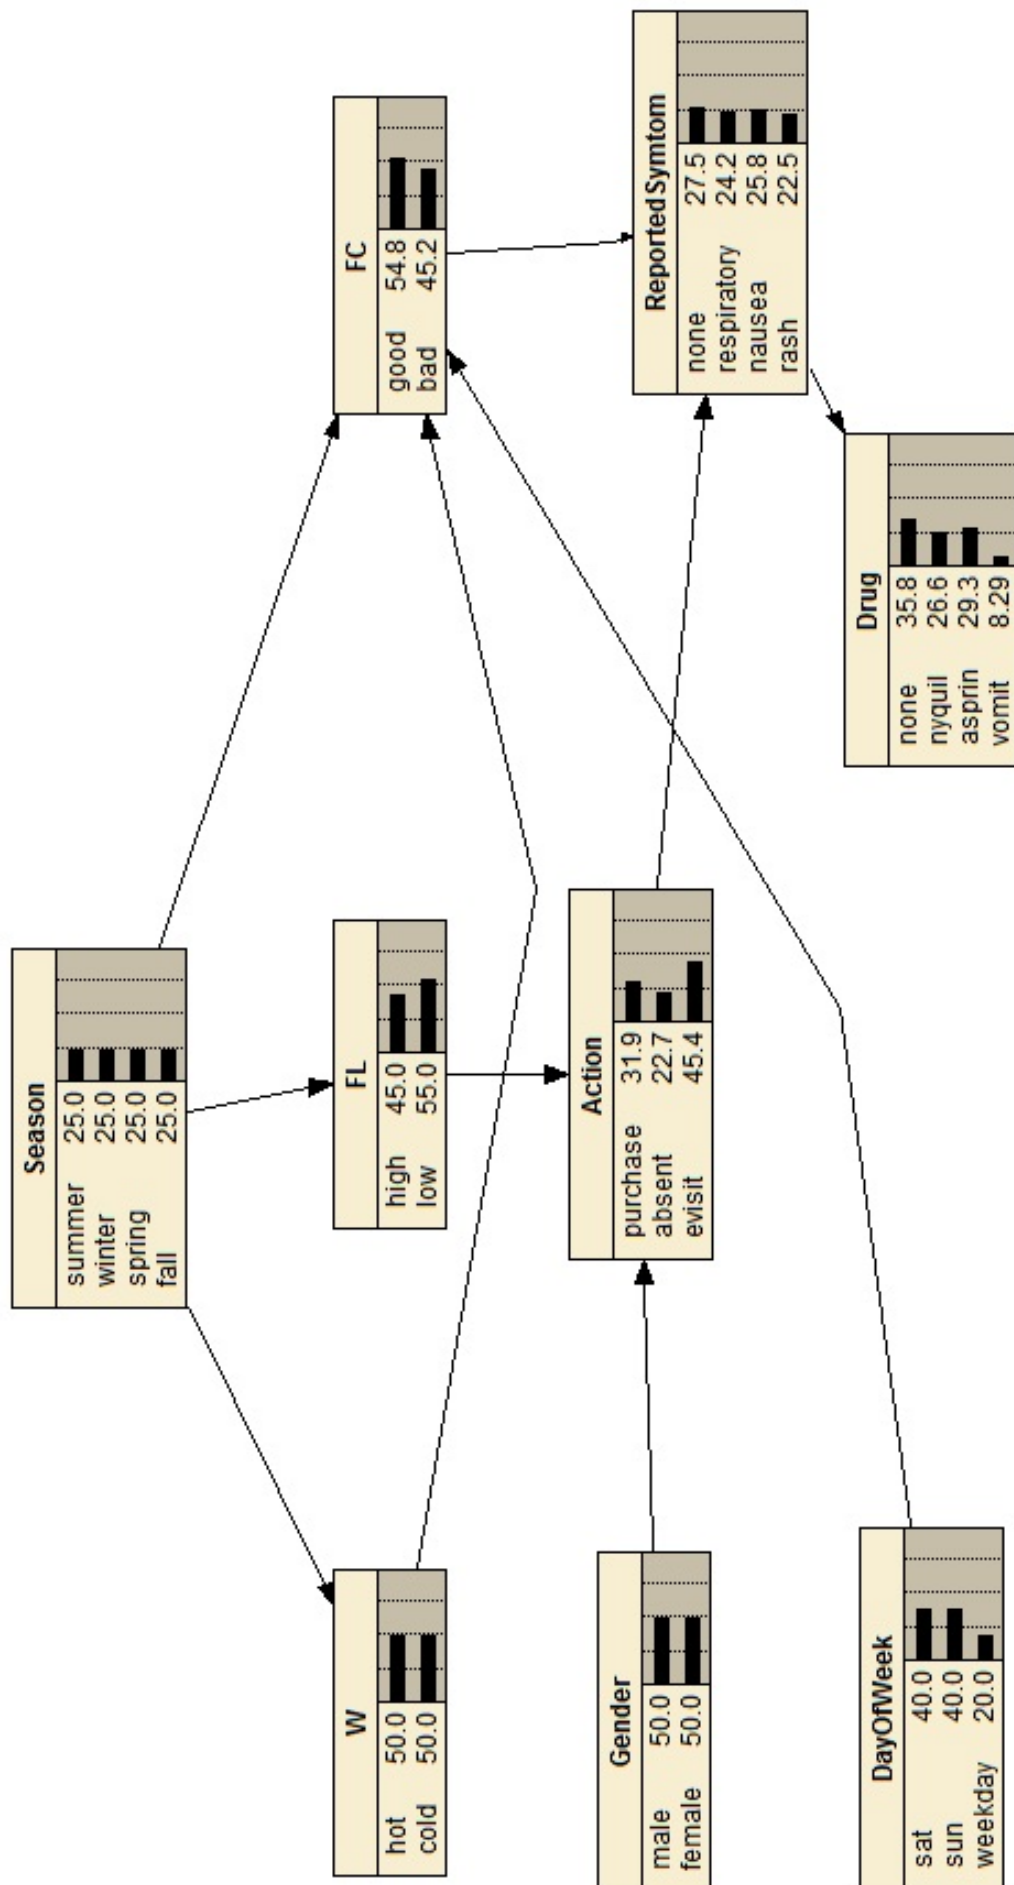 Season
summer 25.0
winter 25.0
spring 25.0
fall 25.0
W
hot 50.0
cold 50.0
FL
high 45.0
low 55.0
FC
good 54.8
bad 45.2
Gender
male 50.0
female 50.0
Action
purchase 31.9
absent 22.7
evisit 45.4
ReportedSymtom
none 27.5
respiratory 24.2
nausea 25.8
rash 22.5
DayOfWeek
sat 40.0
sun 40.0
weekday 20.0
Drug
none 35.8
nyquil 26.6
asprin 29.3
vomit 8.29